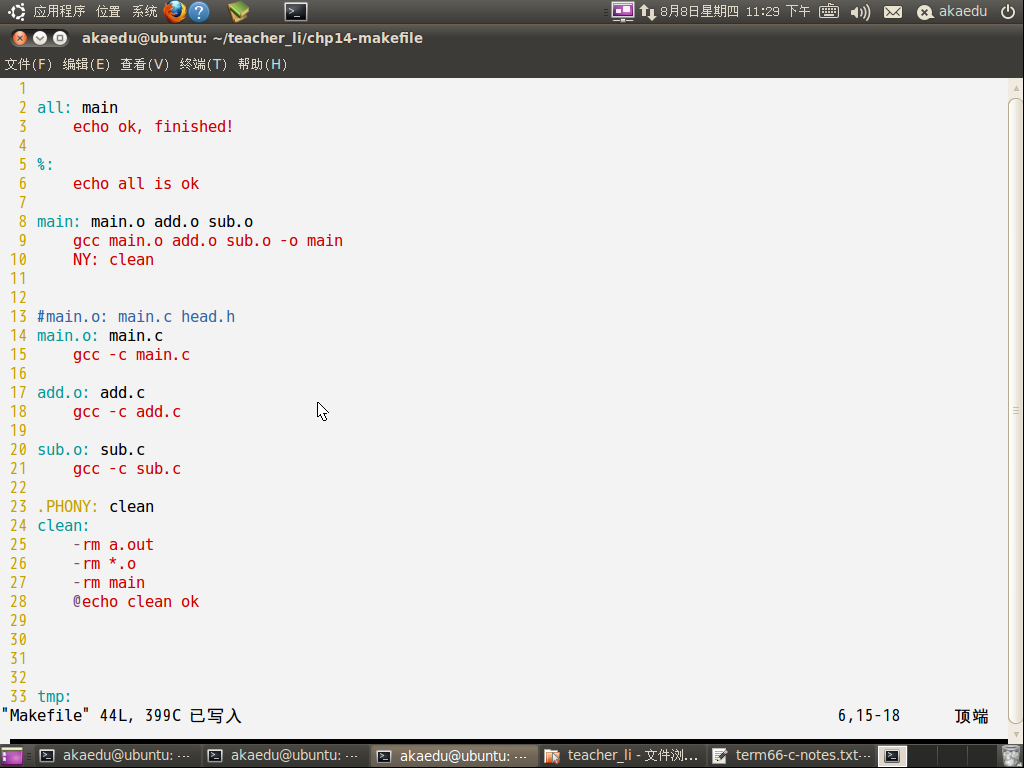 应用程序 位置 系统 8月8日星期四 11:29 下午 akaedu
akaedu@ubuntu: ~/teacher_li/chp14-makefile
文件(F) 编辑(E) 查看(V) 终端(T) 帮助(H)
1
2 all: main
3 echo ok, finished!
4
5 %:
6 echo all is ok
7
8 main: main.o add.o sub.o
9 gcc main.o add.o sub.o -o main
10 NY: clean
11
12
13 #main.o: main.c head.h
14 main.o: main.c
15 gcc -c main.c
16
17 add.o: add.c
18 gcc -c add.c
19
20 sub.o: sub.c
21 gcc -c sub.c
22
23 .PHONY: clean
24 clean:
25 -rm a.out
26 -rm *.o
27 -rm main
28 @echo clean ok
29
30
31
32
33 tmp:
"Makefile" 44L, 399C 已写入 6,15-18 顶端
akaedu@ubuntu: ... akaedu@ubuntu: ... akaedu@ubuntu: ... teacher_li - 文件浏... term66-c-notes.txt...